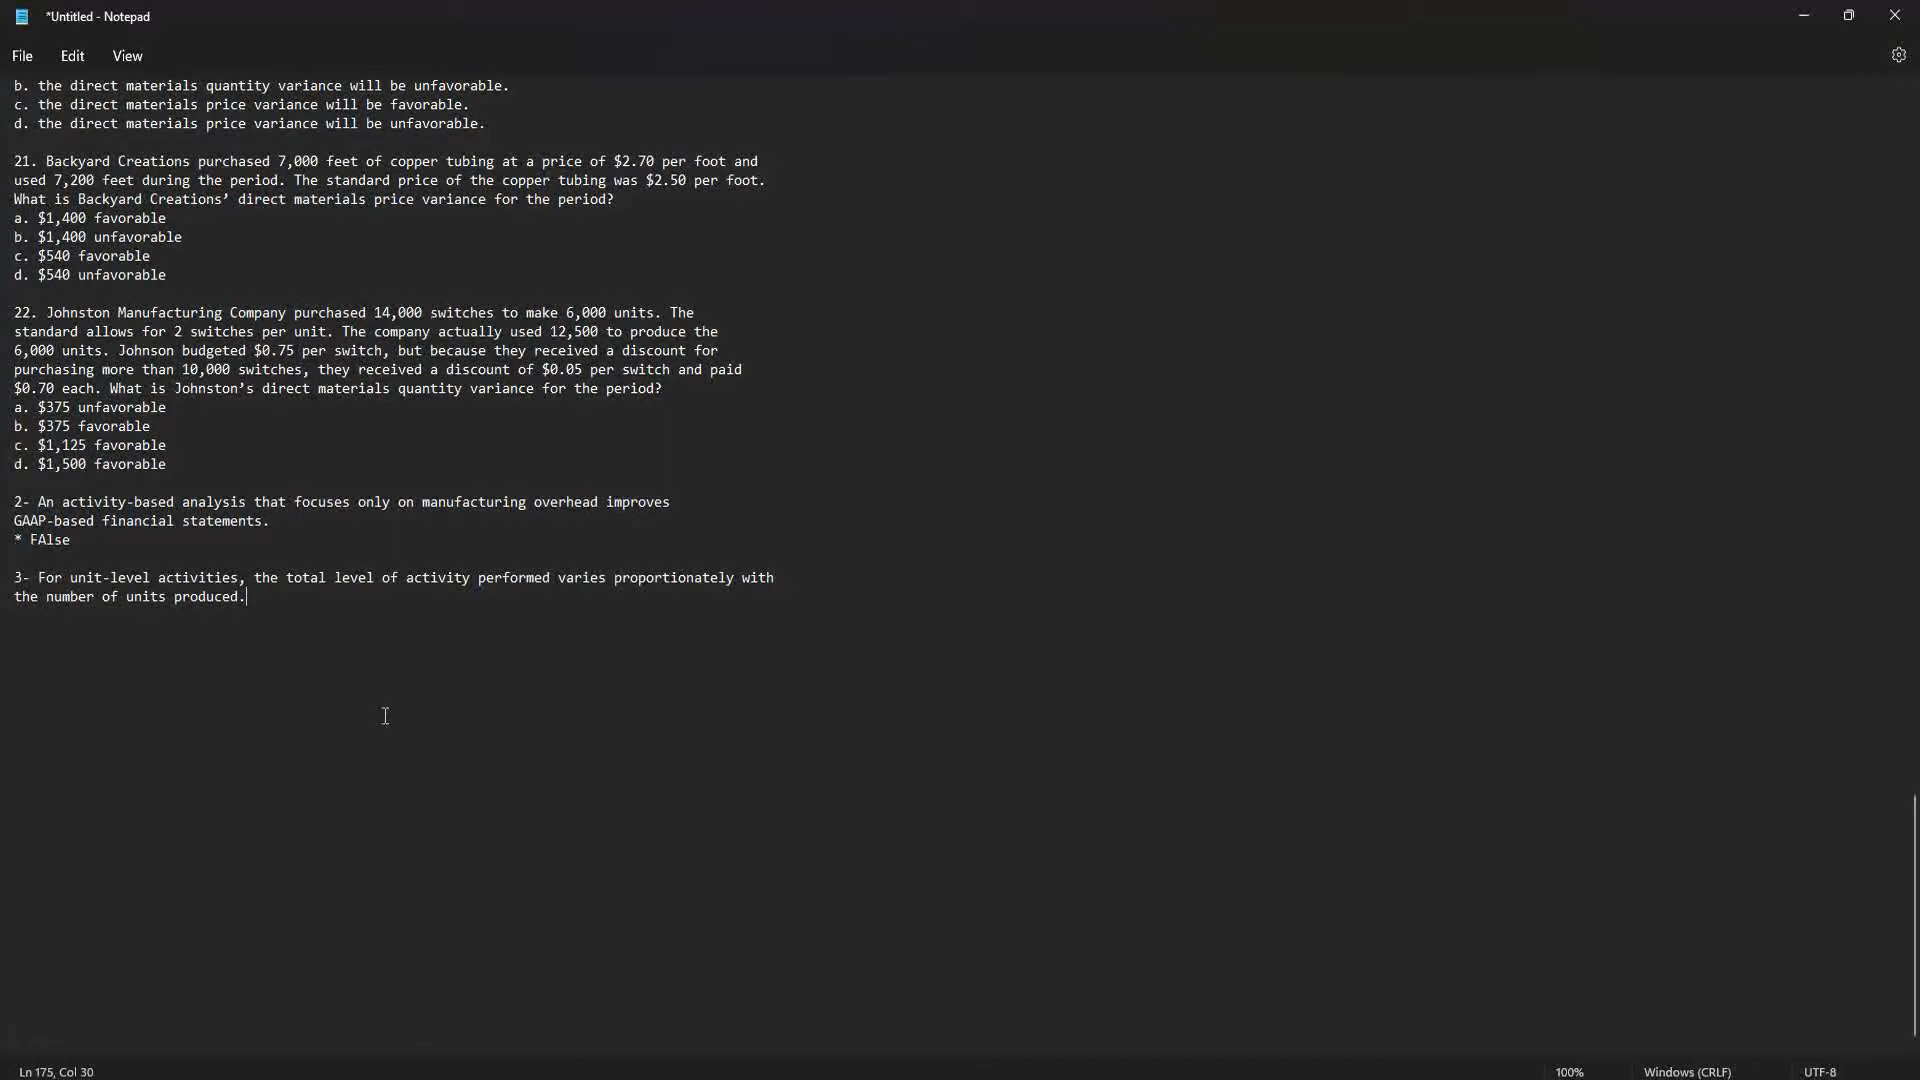 *Untitled - Notepad
File Edit View
b. the direct materials quantity variance will be unfavorable.
c. the direct materials price variance will be favorable.
d. the direct materials price variance will be unfavorable.
21. Backyard Creations purchased 7,000 feet of copper tubing at a price of $2.70 per foot and
used 7,200 feet during the period. The standard price of the copper tubing was $2.50 per foot.
What is Backyard Creations’ direct materials price variance for the period?
a. $1,400 favorable
b. $1,400 unfavorable
c. $540 favorable
d. $540 unfavorable
22. Johnston Manufacturing Company purchased 14,000 switches to make 6,000 units. The
standard allows for 2 switches per unit. The company actually used 12,500 to produce the
6,000 units. Johnson budgeted $0.75 per switch, but because they received a discount for
purchasing more than 10,000 switches, they received a discount of $0.05 per switch and paid
$0.70 each. What is Johnston’s direct materials quantity variance for the period?
a. $375 unfavorable
b. $375 favorable
c. $1,125 favorable
d. $1,500 favorable
2- An activity-based analysis that focuses only on manufacturing overhead improves
GAAP-based financial statements.
* FAlse
3- For unit-level activities, the total level of activity performed varies proportionately with
the number of units produced.
Ln 175, Col 30 100% Windows (CRLF) UTF-8